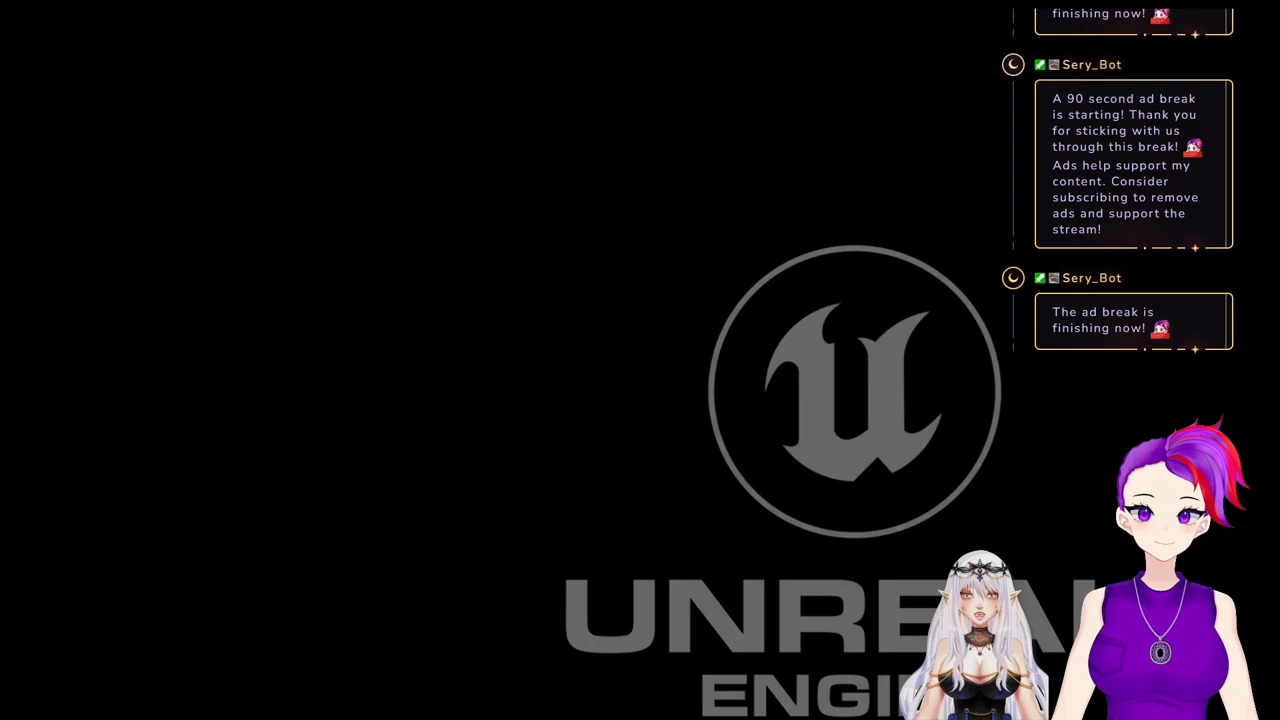 finishing now!
Sery_Bot
A 90 second ad break
is starting! Thank you
for sticking with us
through this break!
Ads help support my
content. Consider
subscribing to remove
ads and support the
stream!
Sery_Bot
The ad break is
finishing now!
UNREAL
ENGI